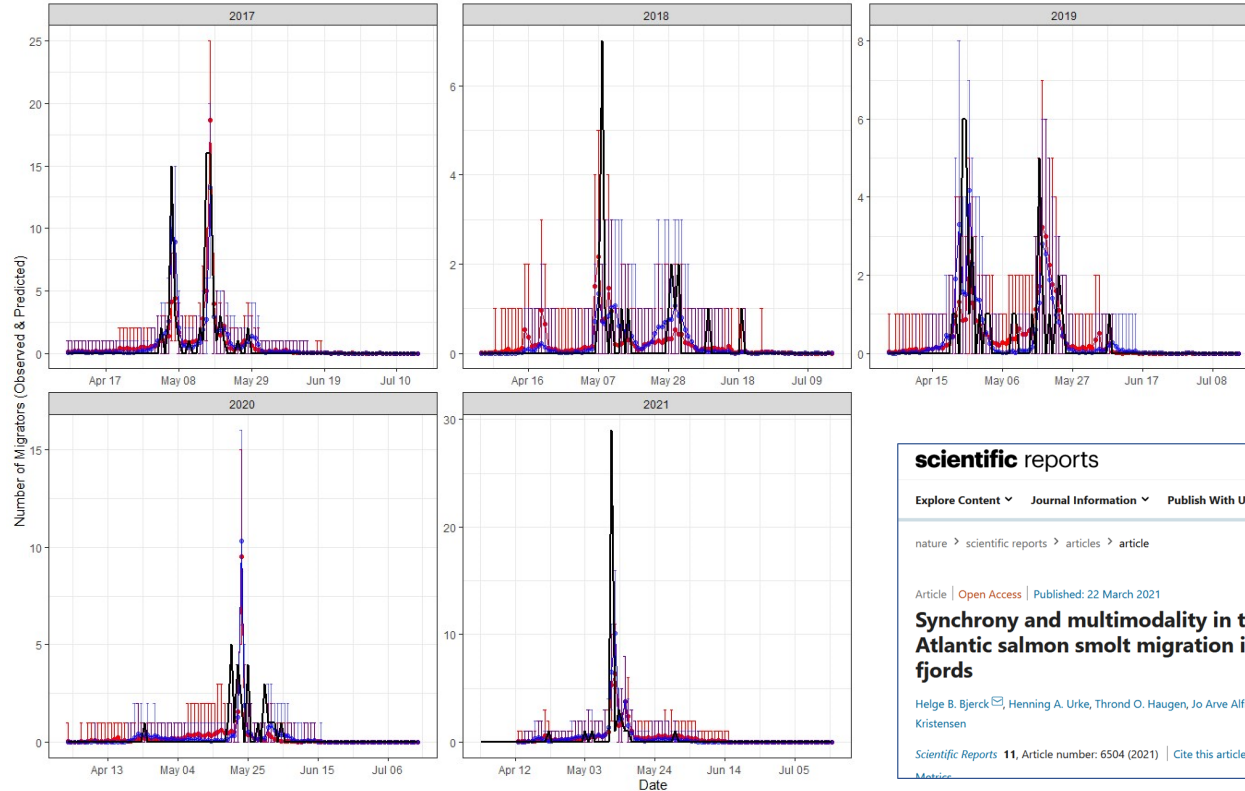 2017
2018
2019
25
20
15
10
5
0
6
4
2
0
8
6
4
2
0
Apr 17 May 08 May 29 Jun 19 Jul 10
Apr 16 May 07 May 28 Jun 18 Jul 09
Apr 15 May 06 May 27 Jun 17 Jul 08
Number of Migrators (Observed & Predicted)
2020
2021
15
10
5
0
30
20
10
0
Apr 13 May 04 May 25 Jun 15 Jul 06
Apr 12 May 03 May 24 Jun 14 Jul 05
Date
scientific reports
Explore Content Journal Information Publish With U
nature > scientific reports > articles > article
Article | Open Access | Published: 22 March 2021
Synchrony and multimodality in t
Atlantic salmon smolt migration i
fjords
Helge B. Bjerck, Henning A. Urke, Thrond O. Haugen, Jo Arve Alf
Kristensen
Scientific Reports 11, Article number: 6504 (2021) | Cite this article
Metrics